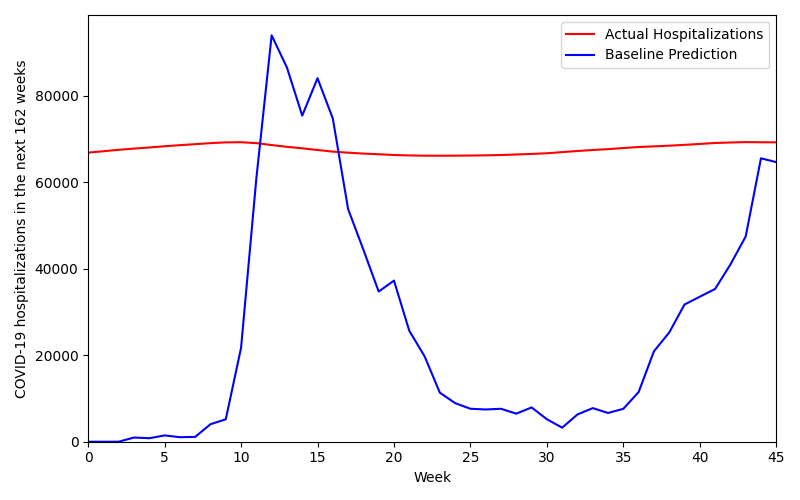 Actual Hospitalizations
Baseline Prediction
COVID-19 hospitalizations in the next 162 weeks
80000
60000
40000
20000
0
0 5 10 15 20 25 30 35 40 45
Week